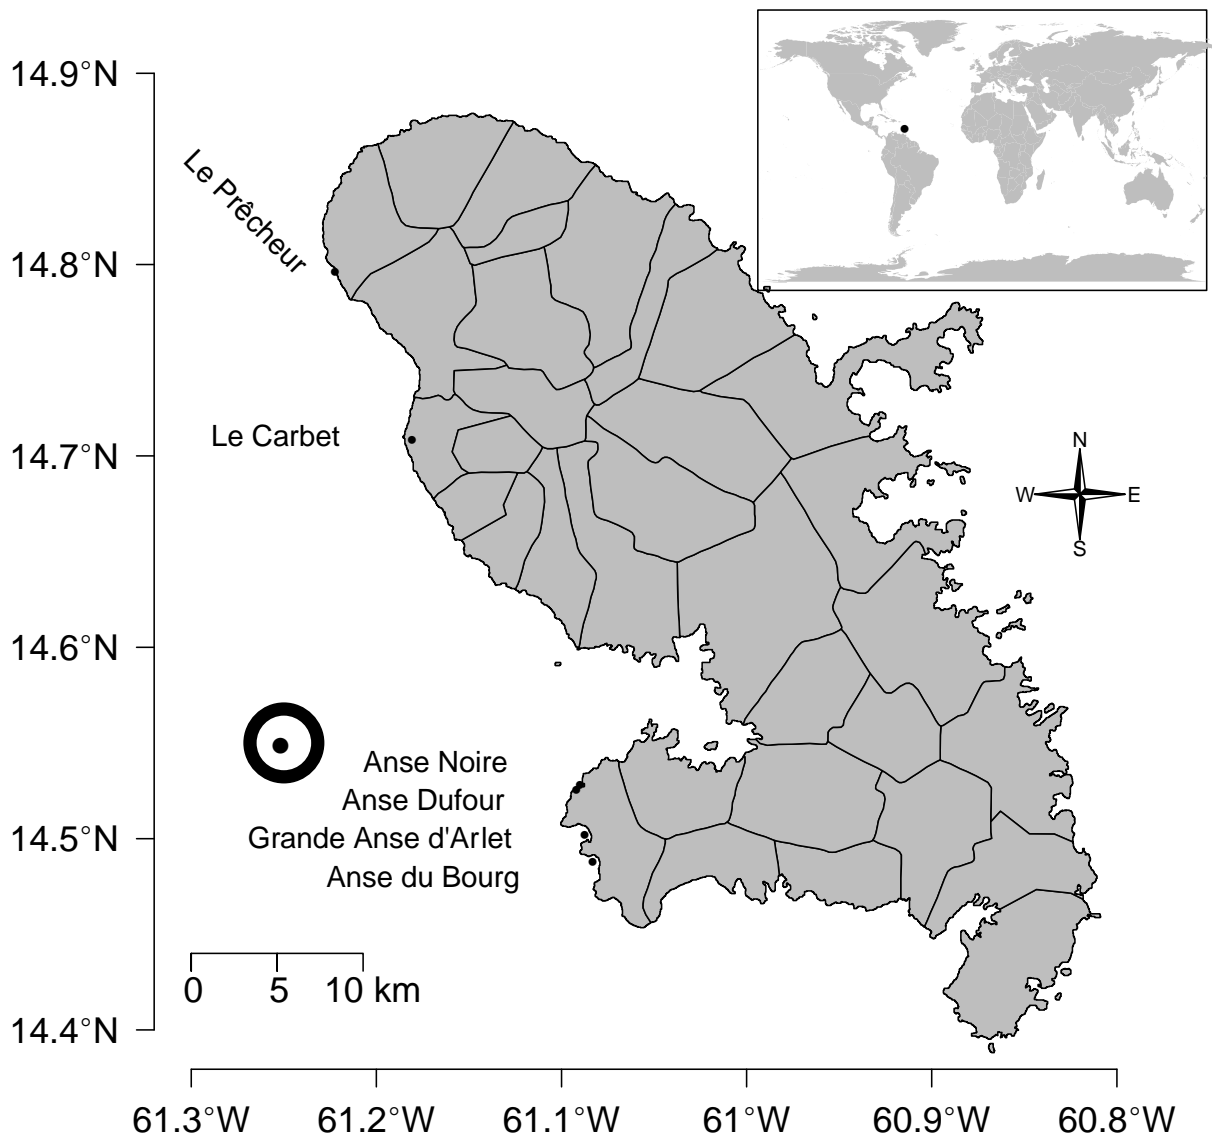 14.9°N
14.8°N
14.7°N
14.6°N
14.5°N
14.4°N
Le Prêcheur
Le Carbet
N
W E
S
Anse Noire
Anse Dufour
Grande Anse d'Arlet
Anse du Bourg
0 5 10 km
61.3°W 61.2°W 61.1°W 61°W 60.9°W 60.8°W